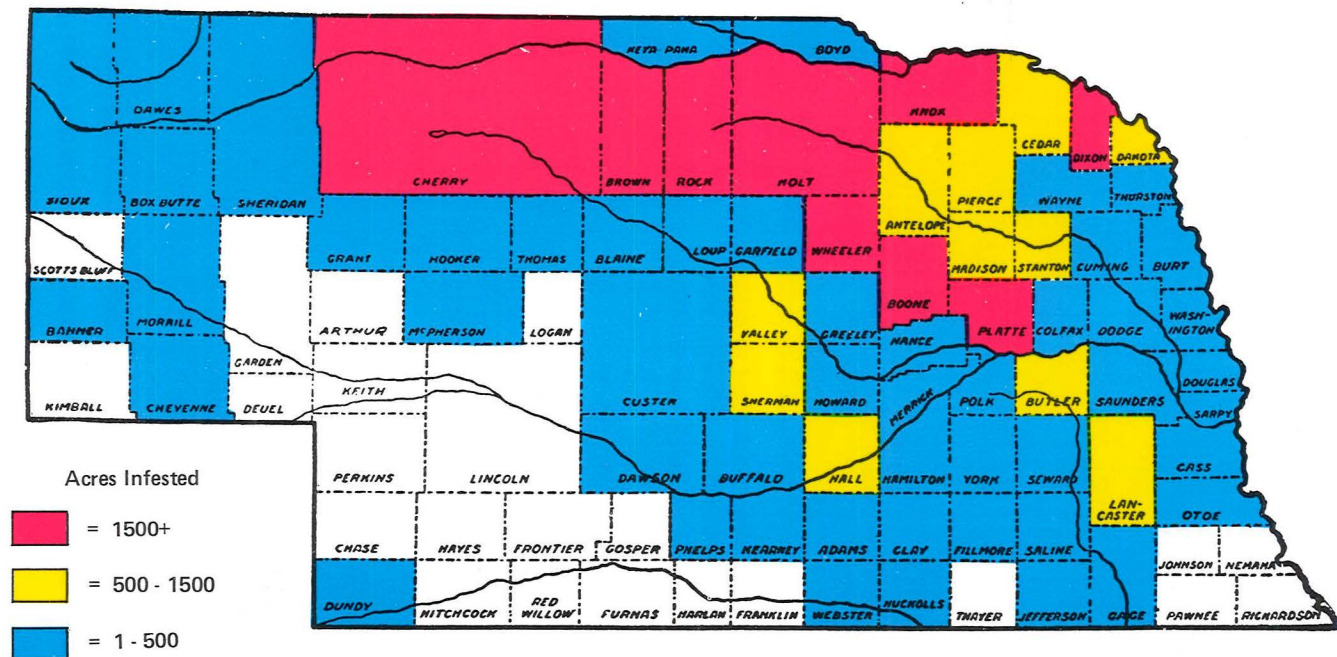 KEYA PAHA
BOYD
DAWES
KNOX
CEDAR
DIXON
DAKOTA
SIOUX
BOX BUTTE
SHERIDAN
CHERRY
BROWN
ROCK
HOLT
ANTELOPE
PIERCE
WAYNE
THURSTON
SCOTTS BLUFF
GRANT
HOOKER
THOMAS
BLAINE
LOUP
GARFIELD
WHEELER
MADISON
STANTON
CUMING
BURT
BANNER
MORRILL
GARDEN
ARTHUR
McPHERSON
LOGAN
VALLEY
GREELEY
BOONE
NANCE
PLATTE
COLFAX
DODGE
WASH-
INGTON
KIMBALL
CHEYENNE
DEUEL
KEITH
CUSTER
SHERMAN
HOWARD
MERRICK
POLK
BUTLER
SAUNDERS
DOUGLAS
SARPY
Acres Infested
PERKINS
LINCOLN
DAWSON
BUFFALO
HALL
HAMILTON
YORK
SEWARD
LAN-
CASTER
CASS
OTOE
= 1500+
CHASE
HAYES
FRONTIER
GOSPER
PHELPS
KEARNEY
ADAMS
CLAY
FILLMORE
SALINE
JOHNSON
NEMAHA
= 500 - 1500
DUNDY
HITCHCOCK
RED
WILLOW
FURNAS
HARLAN
FRANKLIN
WEBSTER
NUCKOLLS
THAYER
JEFFERSON
GAGE
PAWNEE
RICHARDSON
= 1 - 500